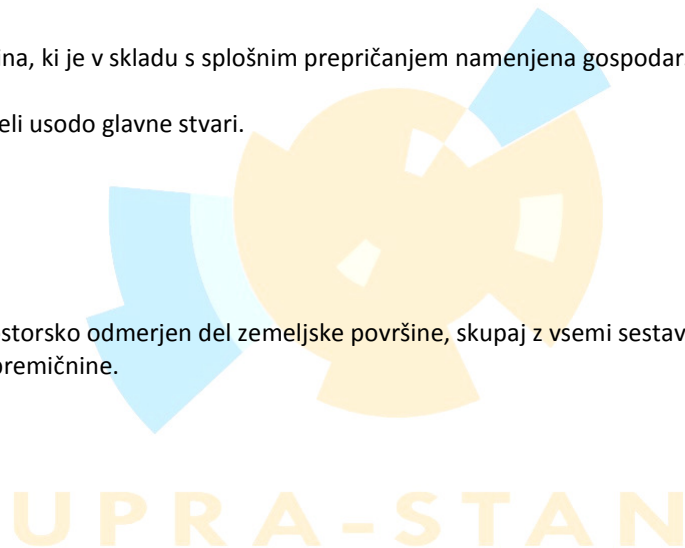 ina, ki je v skladu s splošnim prepričanjem namenjena gospodar
eli usodo glavne stvari.
storsko odmerjen del zemeljske površine, skupaj z vsemi sestav
premičnine.
UPRA-STAN